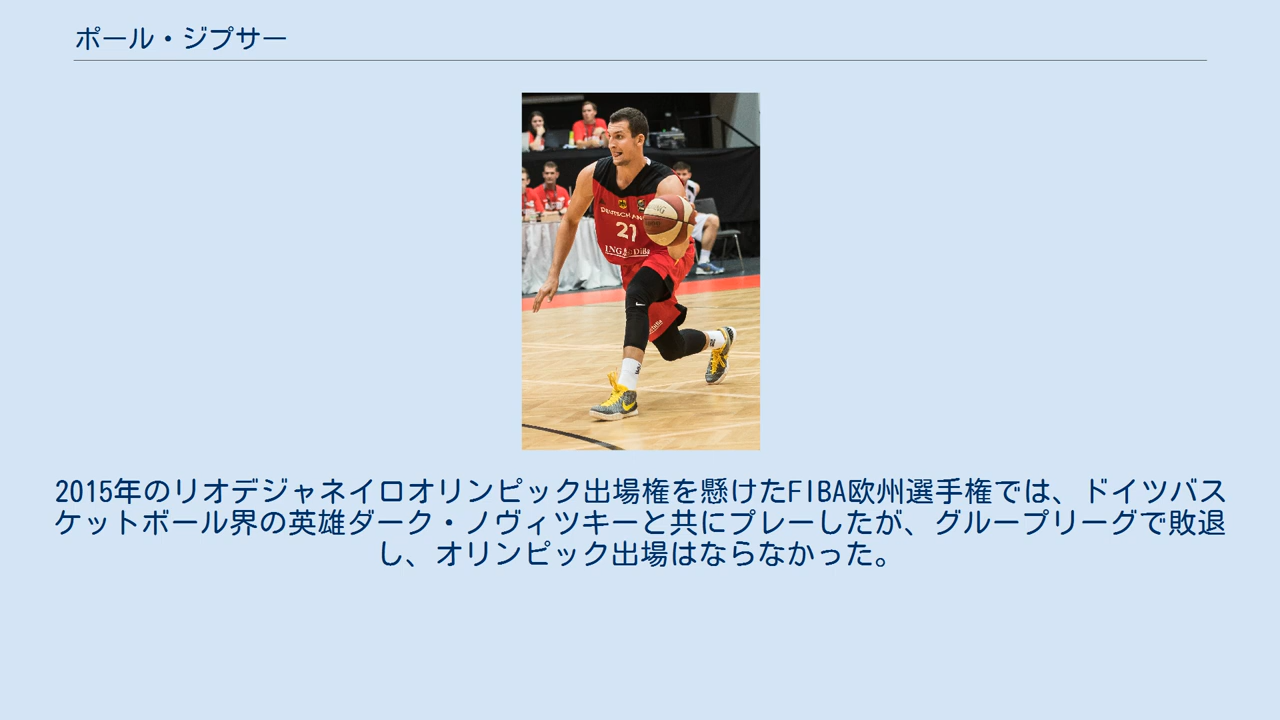 ポール・ジプサー
DEUTSCHLAND
21
ING DiBa
2015年のリオデジャネイロオリンピック出場権を懸けたFIBA欧州選手権では、ドイツバス
ケットボール界の英雄ダーク・ノヴィツキーと共にプレーしたが、グループリーグで敗退
し、オリンピック出場はならなかった。